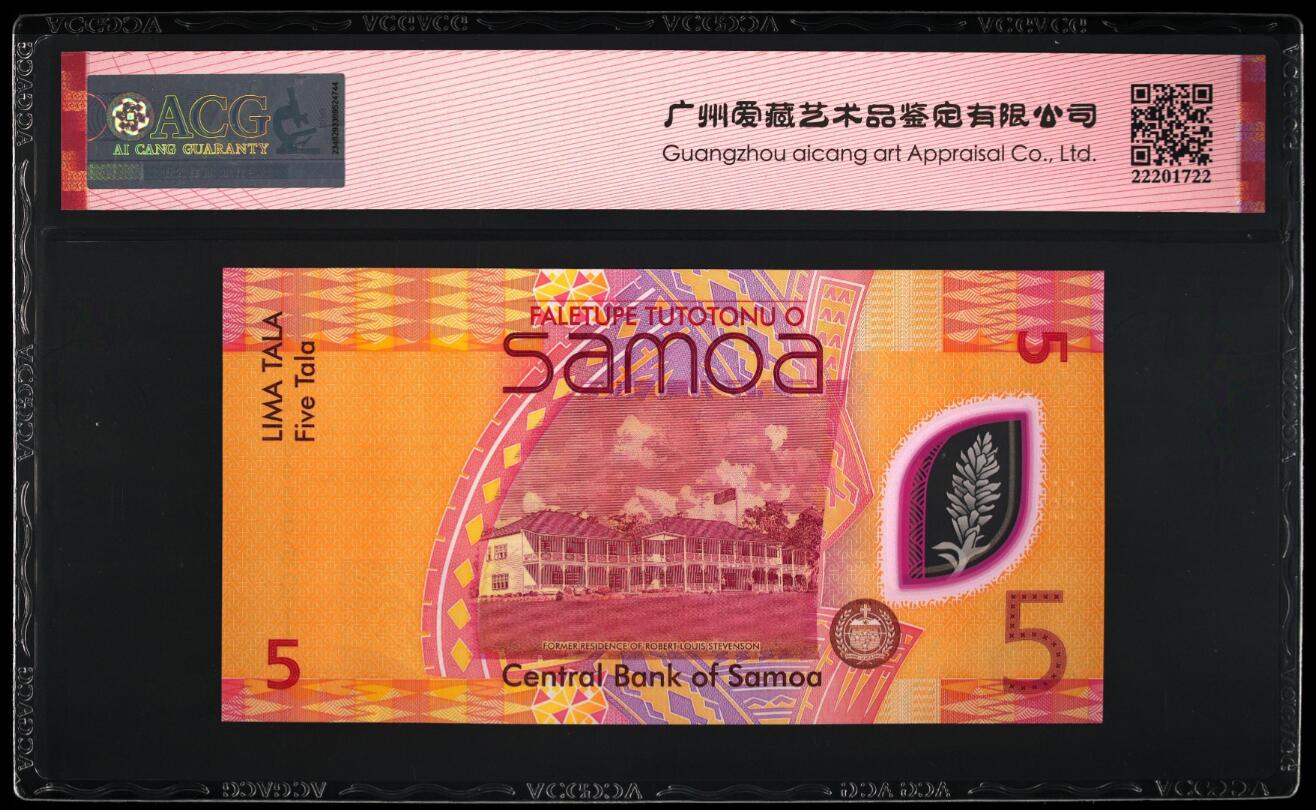 ACG
AI CANG GUARANTY
广州爱藏艺术品鉴定有限公司
Guangzhou aicang art Appraisal Co., Ltd.
22201722
LIMA TALA
Five Tala
FALETUPE TUTOTONU O
samoa
5
FORMER RESIDENCE OF ROBERT LOUIS STEVENSON
Central Bank of Samoa
5
5